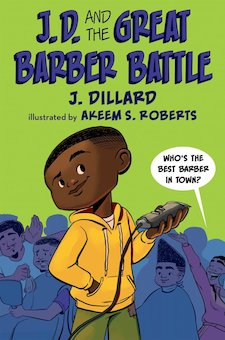 J.D. AND THE GREAT
BARBER BATTLE
J. DILLARD
illustrated by AKEEM S. ROBERTS
WHO'S THE
BEST BARBER
IN TOWN?